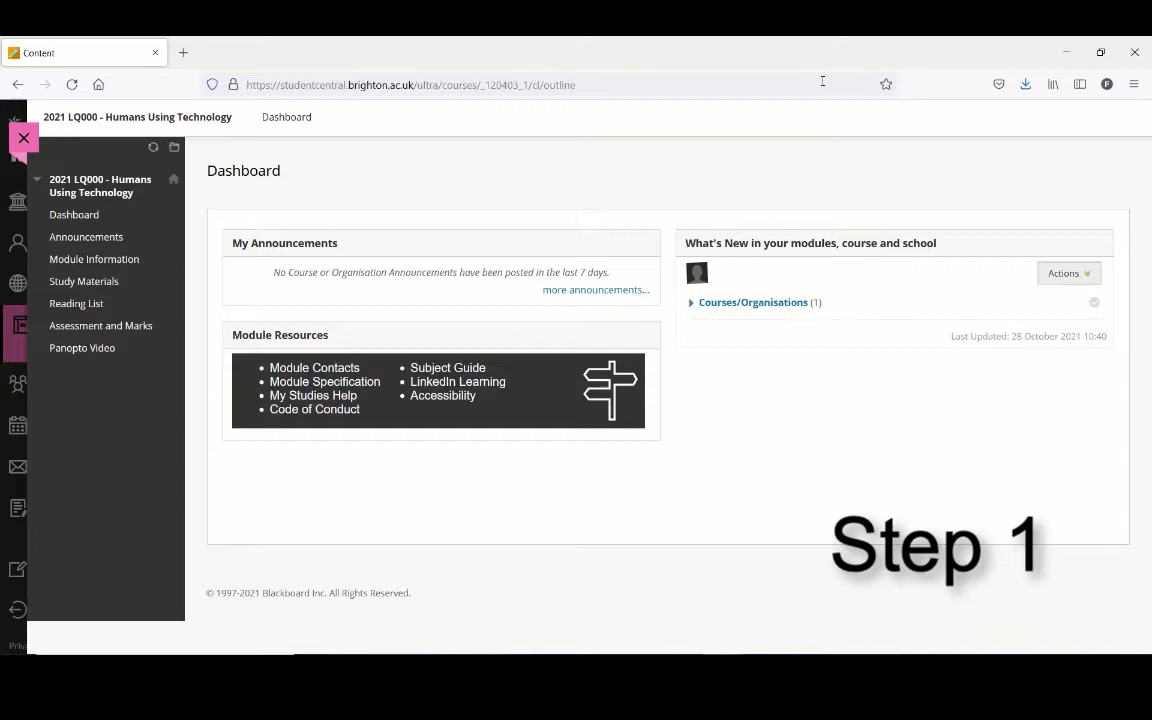 Content
https://studentcentral.brighton.ac.uk/ultra/courses/_120403_1/cl/outline
F
2021 LQ000 - Humans Using Technology
Dashboard
2021 LQ000 - Humans
Using Technology
Dashboard
Announcements
Module Information
Study Materials
Reading List
Assessment and Marks
Panopto Video
Priv
Dashboard
My Announcements
No Course or Organisation Announcements have been posted in the last 7 days.
more announcements...
Module Resources
Module Contacts
Module Specification
My Studies Help
Code of Conduct
Subject Guide
LinkedIn Learning
Accessibility
What's New in your modules, course and school
Actions
Courses/Organisations (1)
Last Updated: 28 October 2021 10:40
Step 1
© 1997-2021 Blackboard Inc. All Rights Reserved.